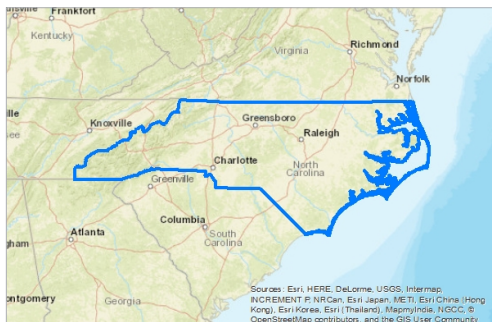 Frankfort
Kentucky
Virginia
Richmond
Norfolk
Knoxville
Greensboro
Raleigh
Charlotte
North
Carolina
Greenville
Columbia
South
Carolina
Atlanta
Georgia
Sources: Esri, HERE, DeLorme, USGS, Intermap,
INCREMENT P, NRCan, Esri Japan, METI, Esri China (Hong
Kong), Esri Korea, Esri (Thailand), MapmyIndia, NGCC, ©
OpenStreetMap contributors, and the GIS User Community